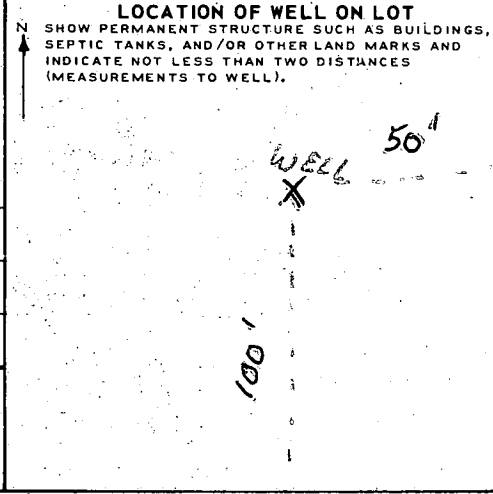 LOCATION OF WELL ON LOT
N SHOW PERMANENT STRUCTURE SUCH AS BUILDINGS,
SEPTIC TANKS, AND/OR OTHER LAND MARKS AND
INDICATE NOT LESS THAN TWO DISTANCES
(MEASUREMENTS TO WELL).
50'
WELL
X
100'